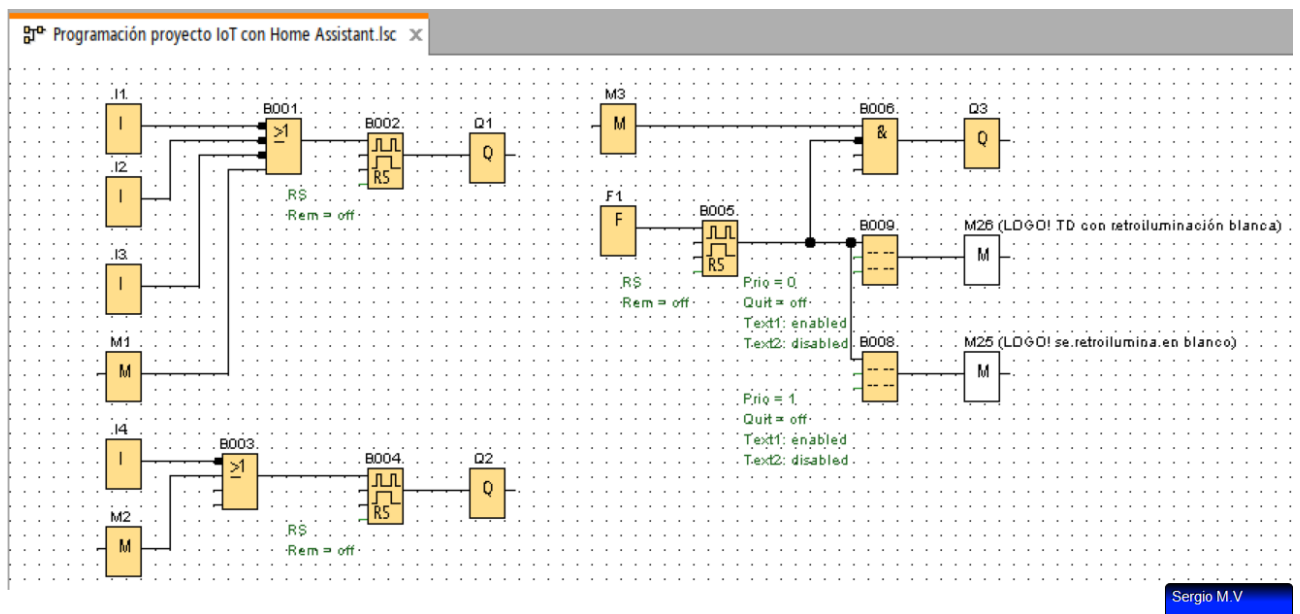 Programación proyecto IoT con Home Assistant.lsc
I1
I
B001
≥1
B002
RS
Q1
Q
RS
Rem = off
I2
I
I3
I
M1
M
I4
I
B003
≥1
B004
RS
Q2
Q
RS
Rem = off
M2
M
M3
M
B006
&
Q3
Q
F1
F
B005
RS
RS
Rem = off
B009
M26 (LOGO! TD con retroiluminación blanca)
M
Prio = 0
Quit = off
Text1: enabled
Text2: disabled
B008
M25 (LOGO! se retroilumina en blanco)
M
Prio = 1
Quit = off
Text1: enabled
Text2: disabled
Sergio M.V